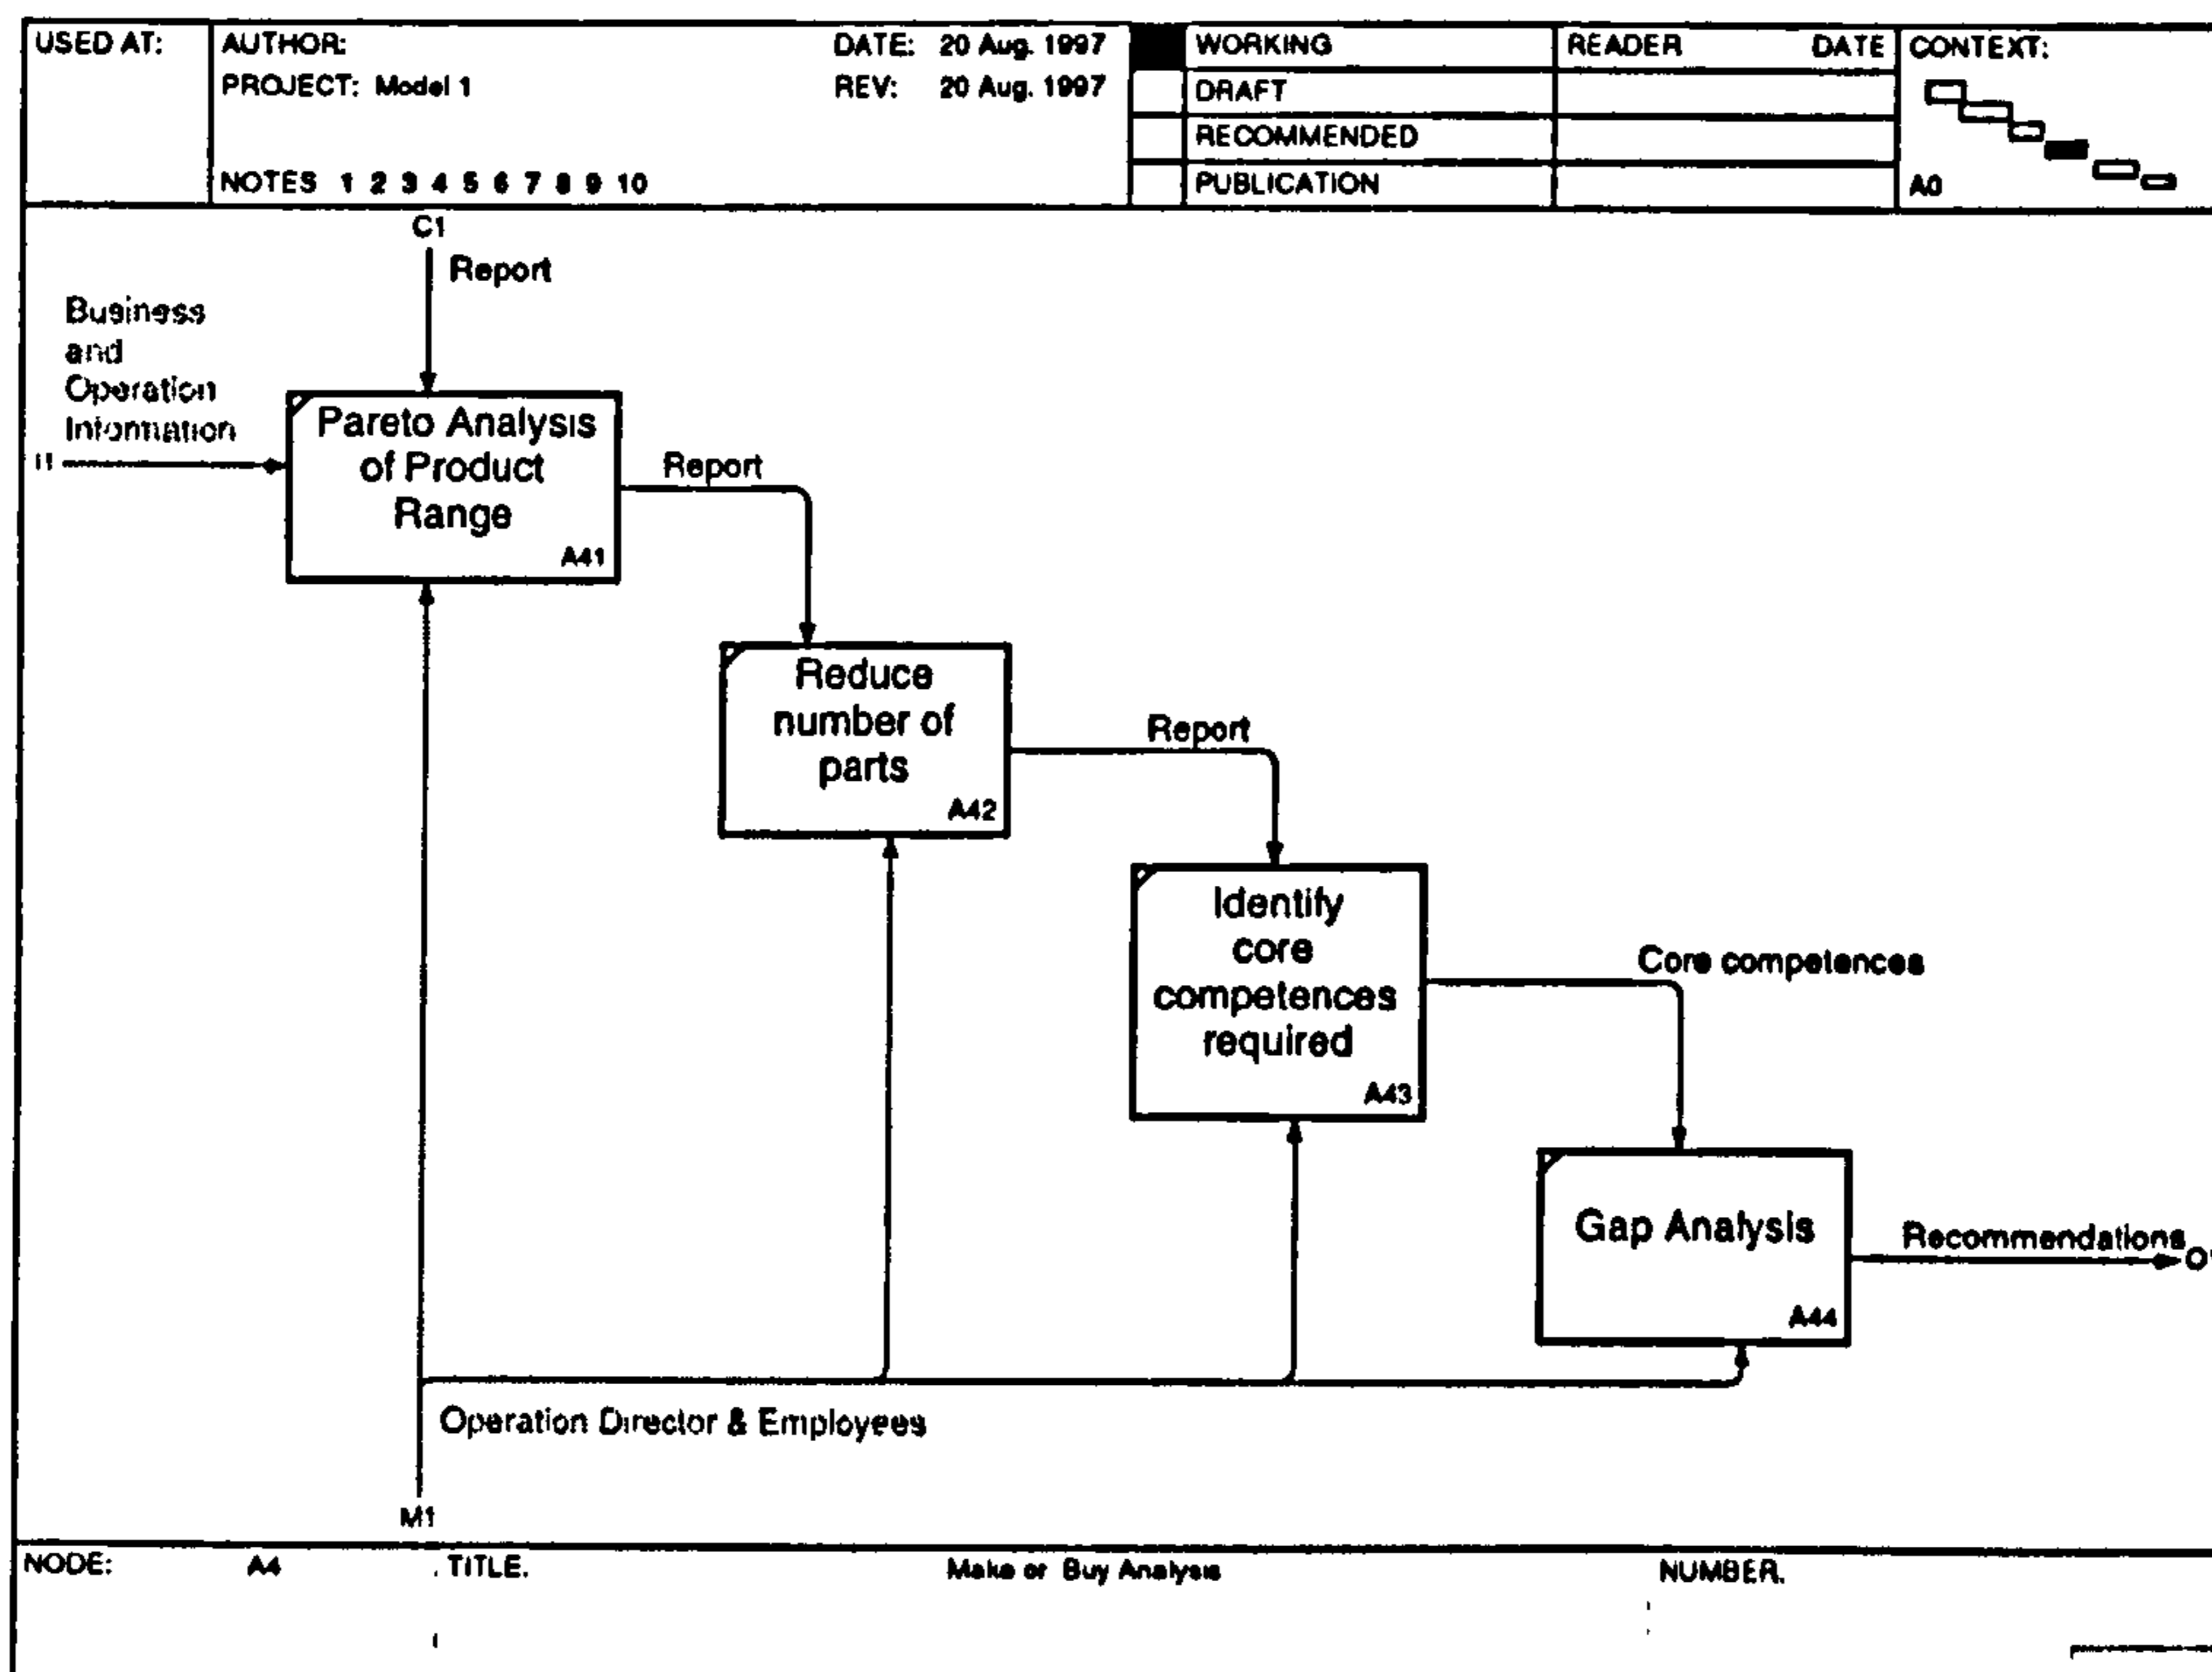 USED AT:
AUTHOR:
DATE: 20 Aug. 1997
WORKING
READER DATE
CONTEXT:
PROJECT: Model 1
REV: 20 Aug. 1997
DRAFT
RECOMMENDED
NOTES 1 2 3 4 5 6 7 8 9 10
PUBLICATION
A0
C1
Report
Business
and
Operation
Information
I1
Pareto Analysis
of Product
Range
A41
Report
Reduce
number of
parts
A42
Report
Identify
core
competences
required
A43
Core competences
Gap Analysis
A44
Recommendations
Operation Director & Employees
M1
NODE: A4
TITLE.
Make or Buy Analysis
NUMBER.